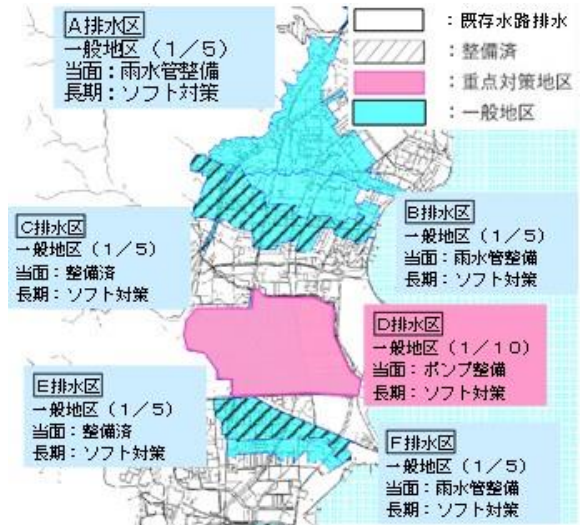 A排水区
一般地区（1／5）
当面：雨水管整備
長期：ソフト対策
：既存水路排水
：整備済
：重点対策地区
：一般地区
C排水区
一般地区（1／5）
当面：整備済
長期：ソフト対策
B排水区
一般地区（1／5）
当面：雨水管整備
長期：ソフト対策
D排水区
一般地区（1／10）
当面：ポンプ整備
長期：ソフト対策
E排水区
一般地区（1／5）
当面：整備済
長期：ソフト対策
F排水区
一般地区（1／5）
当面：雨水管整備
長期：ソフト対策